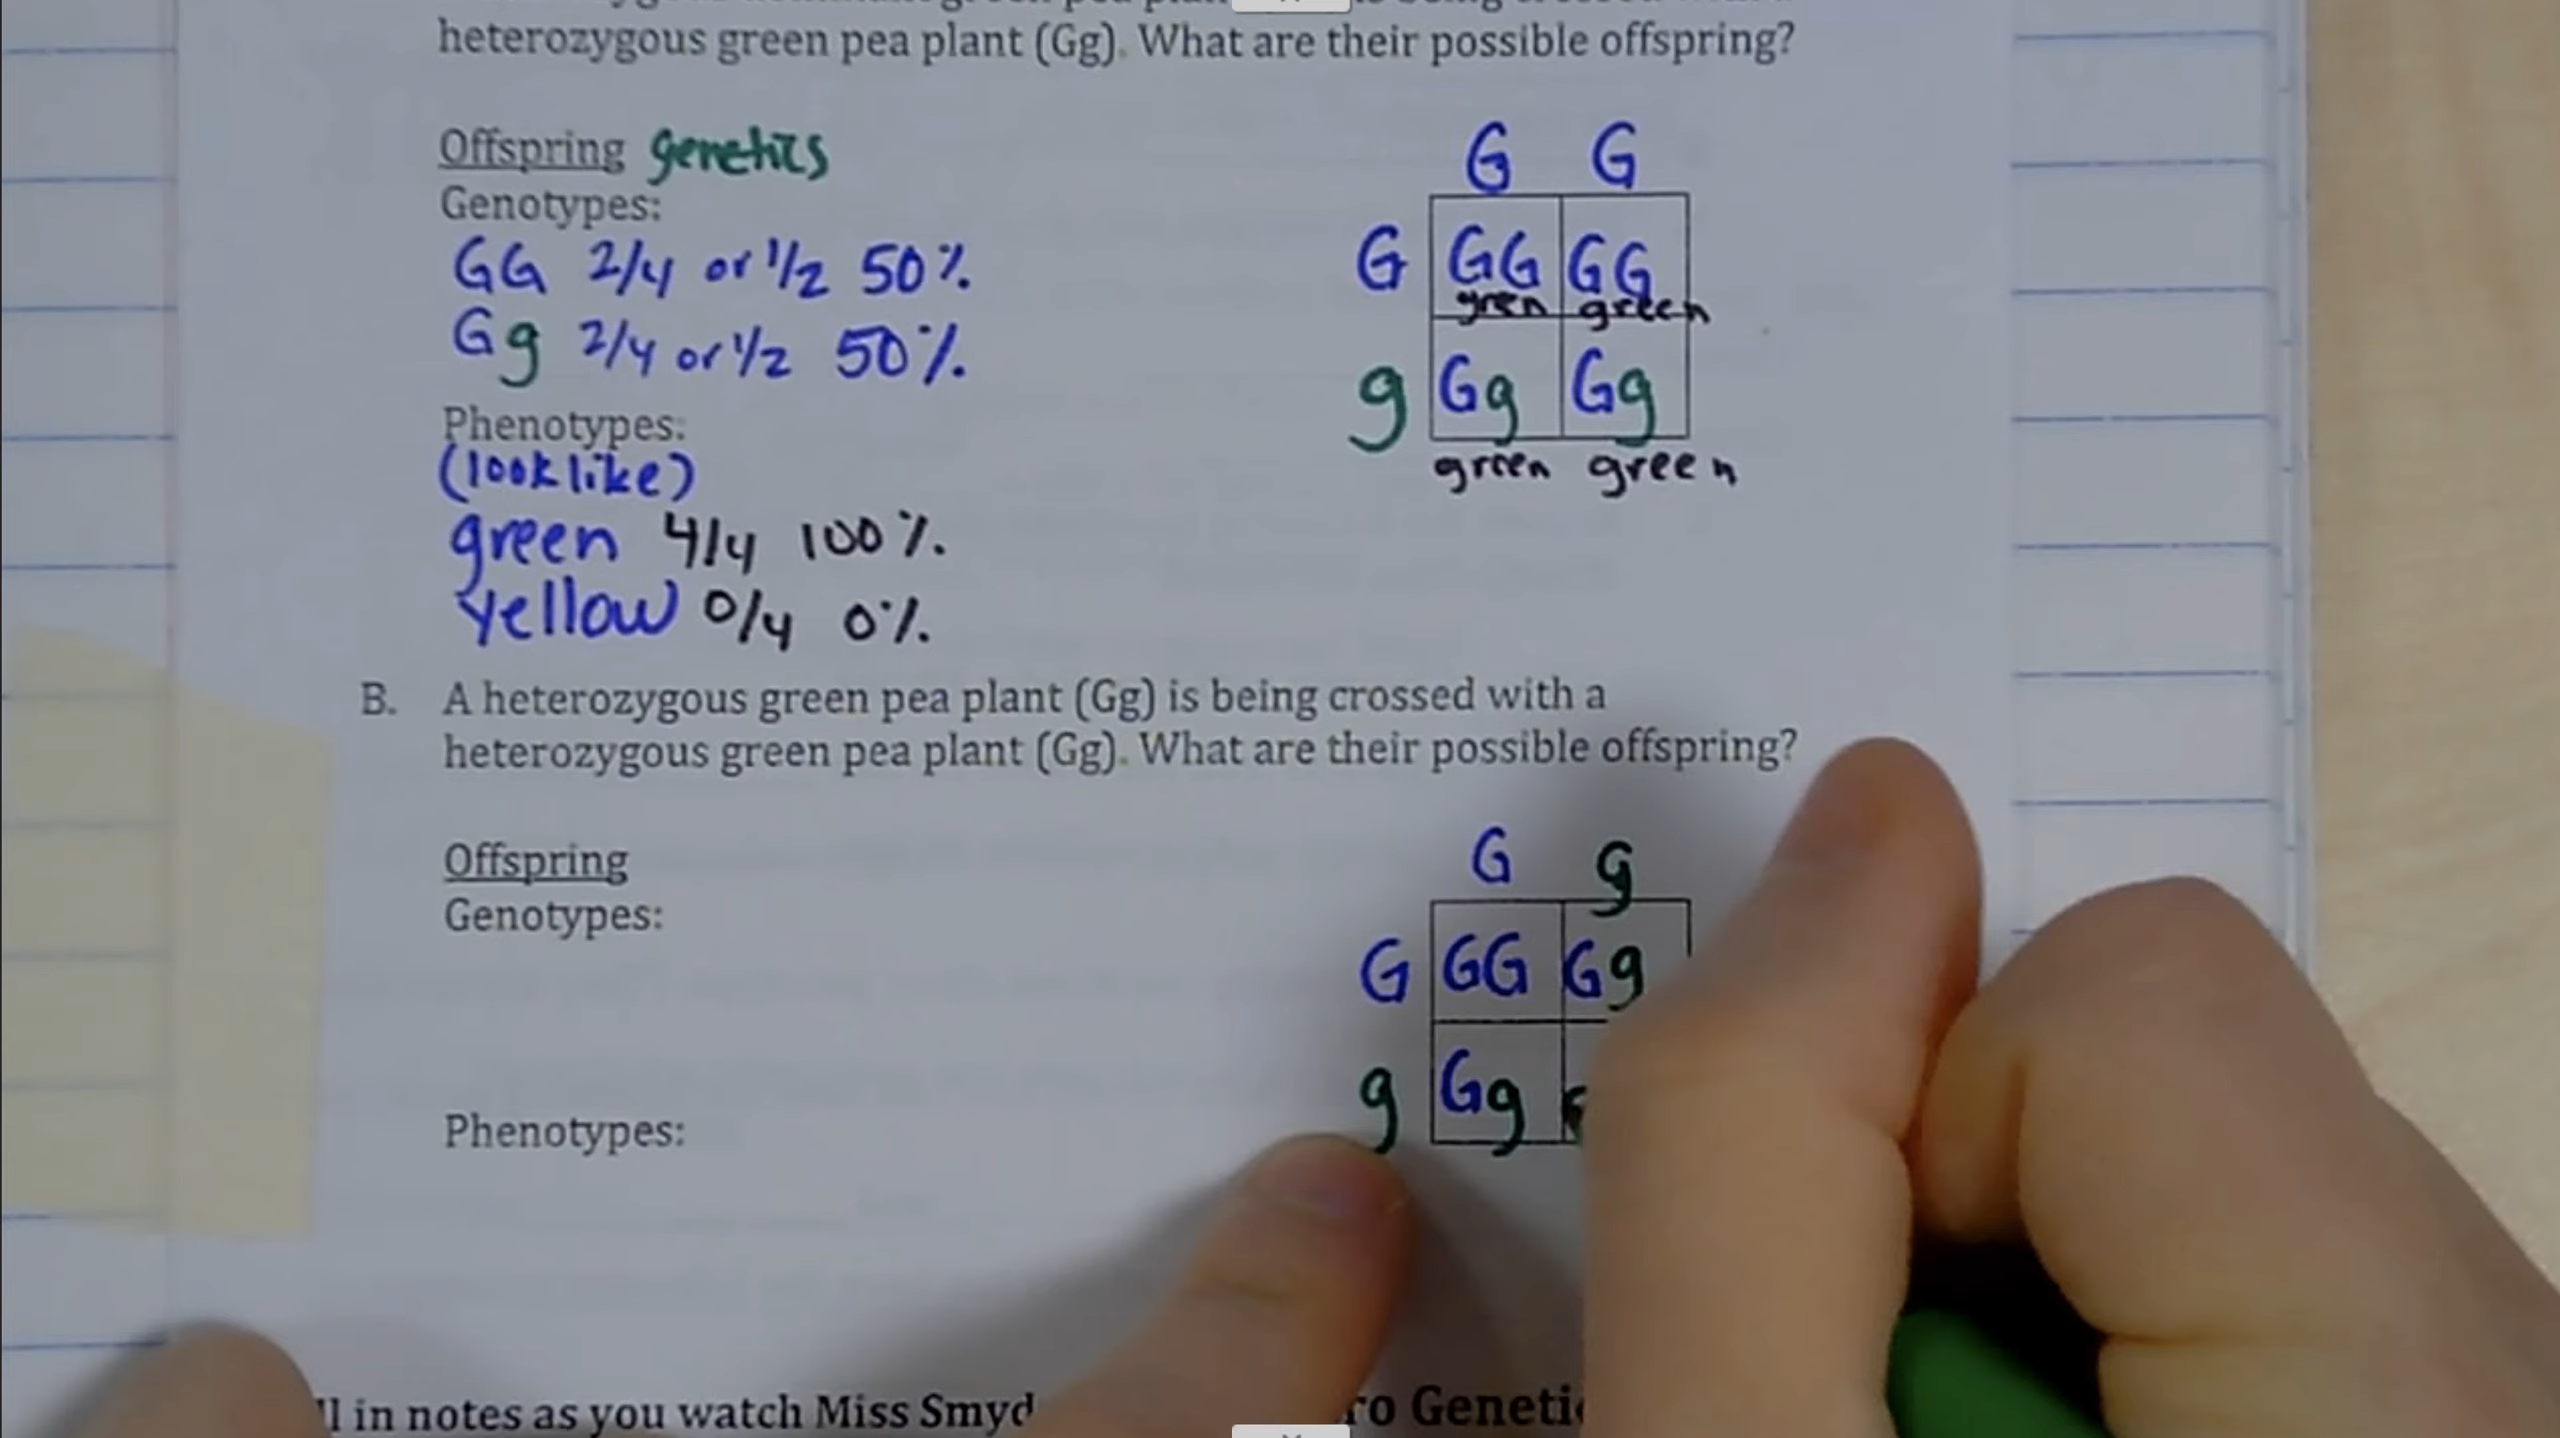 heterozygous green pea plant (Gg). What are their possible offspring?
Offspring genetics
Genotypes:
GG 2/4 or 1/2 50%
Gg 2/4 or 1/2 50%
Phenotypes:
(look like)
green 4/4 100%
yellow 0/4 0%
G G
G GG GG
green green
g Gg Gg
green green
B. A heterozygous green pea plant (Gg) is being crossed with a
heterozygous green pea plant (Gg). What are their possible offspring?
Offspring
Genotypes:
Phenotypes:
G g
G GG Gg
g Gg
in notes as you watch Miss